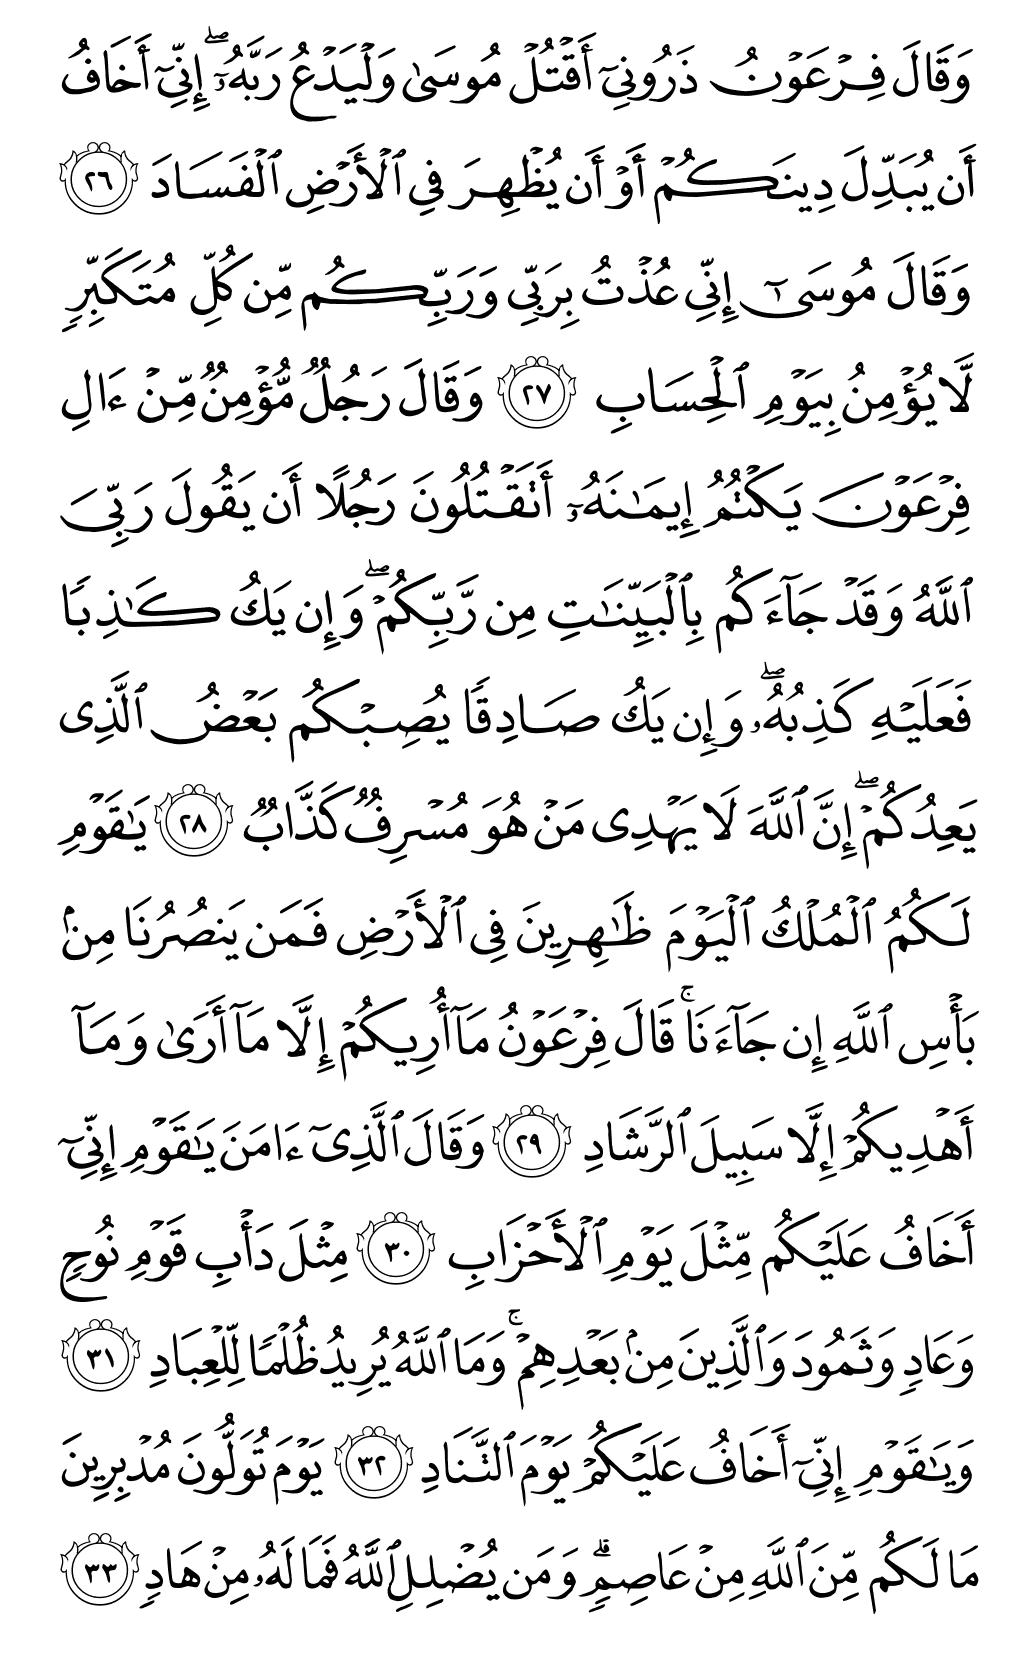 وَقَالَ فِرْعَوْنُ ذَرُونِىٓ أَقْتُلْ مُوسَىٰ وَلْيَدْعُ رَبَّهُۥٓ ۖ إِنِّىٓ أَخَافُ
أَن يُبَدِّلَ دِينَكُمْ أَوْ أَن يُظْهِرَ فِى ٱلْأَرْضِ ٱلْفَسَادَ ٢٦
وَقَالَ مُوسَىٰٓ إِنِّى عُذْتُ بِرَبِّى وَرَبِّكُم مِّن كُلِّ مُتَكَبِّرٍ
لَّا يُؤْمِنُ بِيَوْمِ ٱلْحِسَابِ ٢٧ وَقَالَ رَجُلٌ مُّؤْمِنٌ مِّنْ ءَالِ
فِرْعَوْنَ يَكْتُمُ إِيمَـٰنَهُۥٓ أَتَقْتُلُونَ رَجُلًا أَن يَقُولَ رَبِّىَ
ٱللَّهُ وَقَدْ جَآءَكُم بِٱلْبَيِّنَـٰتِ مِن رَّبِّكُمْ ۖ وَإِن يَكُ كَـٰذِبًا
فَعَلَيْهِ كَذِبُهُۥ ۖ وَإِن يَكُ صَادِقًا يُصِبْكُم بَعْضُ ٱلَّذِى
يَعِدُكُمْ ۖ إِنَّ ٱللَّهَ لَا يَهْدِى مَنْ هُوَ مُسْرِفٌ كَذَّابٌ ٢٨ يَـٰقَوْمِ
لَكُمُ ٱلْمُلْكُ ٱلْيَوْمَ ظَـٰهِرِينَ فِى ٱلْأَرْضِ فَمَن يَنصُرُنَا مِنۢ
بَأْسِ ٱللَّهِ إِن جَآءَنَا ۚ قَالَ فِرْعَوْنُ مَآ أُرِيكُمْ إِلَّا مَآ أَرَىٰ وَمَآ
أَهْدِيكُمْ إِلَّا سَبِيلَ ٱلرَّشَادِ ٢٩ وَقَالَ ٱلَّذِىٓ ءَامَنَ يَـٰقَوْمِ إِنِّىٓ
أَخَافُ عَلَيْكُم مِّثْلَ يَوْمِ ٱلْأَحْزَابِ ٣٠ مِثْلَ دَأْبِ قَوْمِ نُوحٍ
وَعَادٍ وَثَمُودَ وَٱلَّذِينَ مِنۢ بَعْدِهِمْ ۚ وَمَا ٱللَّهُ يُرِيدُ ظُلْمًا لِّلْعِبَادِ ٣١
وَيَـٰقَوْمِ إِنِّىٓ أَخَافُ عَلَيْكُمْ يَوْمَ ٱلتَّنَادِ ٣٢ يَوْمَ تُوَلُّونَ مُدْبِرِينَ
مَا لَكُم مِّنَ ٱللَّهِ مِنْ عَاصِمٍ ۗ وَمَن يُضْلِلِ ٱللَّهُ فَمَا لَهُۥ مِنْ هَادٍ ٣٣